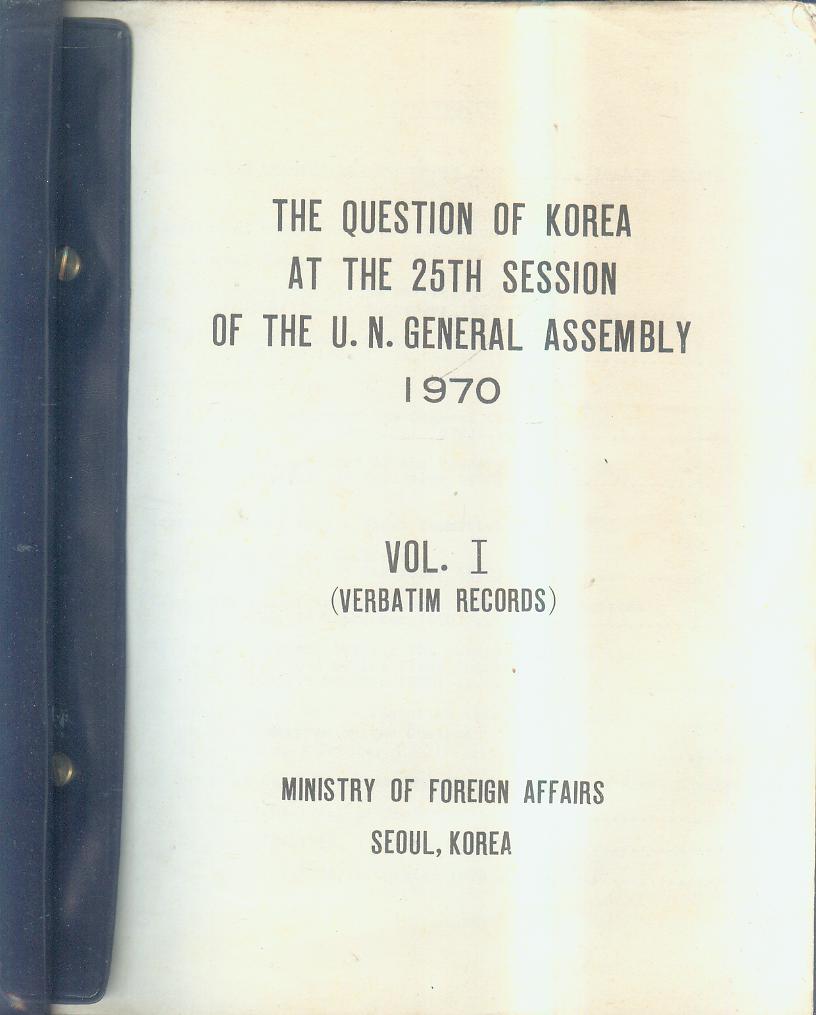 THE QUESTION OF KOREA
AT THE 25TH SESSION
OF THE U. N. GENERAL ASSEMBLY
1970
VOL. I
(VERBATIM RECORDS)
MINISTRY OF FOREIGN AFFAIRS
SEOUL, KOREA